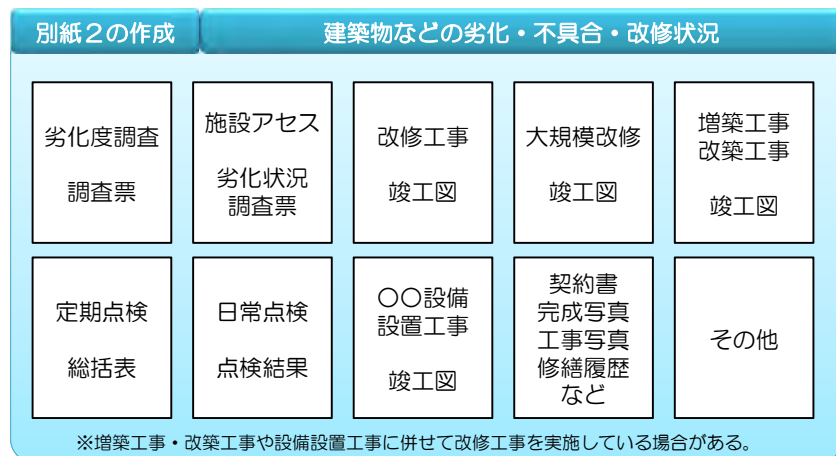 別紙２の作成
建築物などの劣化・不具合・改修状況
劣化度調査
調査票
施設アセス
劣化状況
調査票
改修工事
竣工図
大規模改修
竣工図
増築工事
改築工事
竣工図
定期点検
総括表
日常点検
点検結果
〇〇設備
設置工事
竣工図
契約書
完成写真
工事写真
修繕履歴
など
その他
※増築工事・改築工事や設備設置工事に併せて改修工事を実施している場合がある。